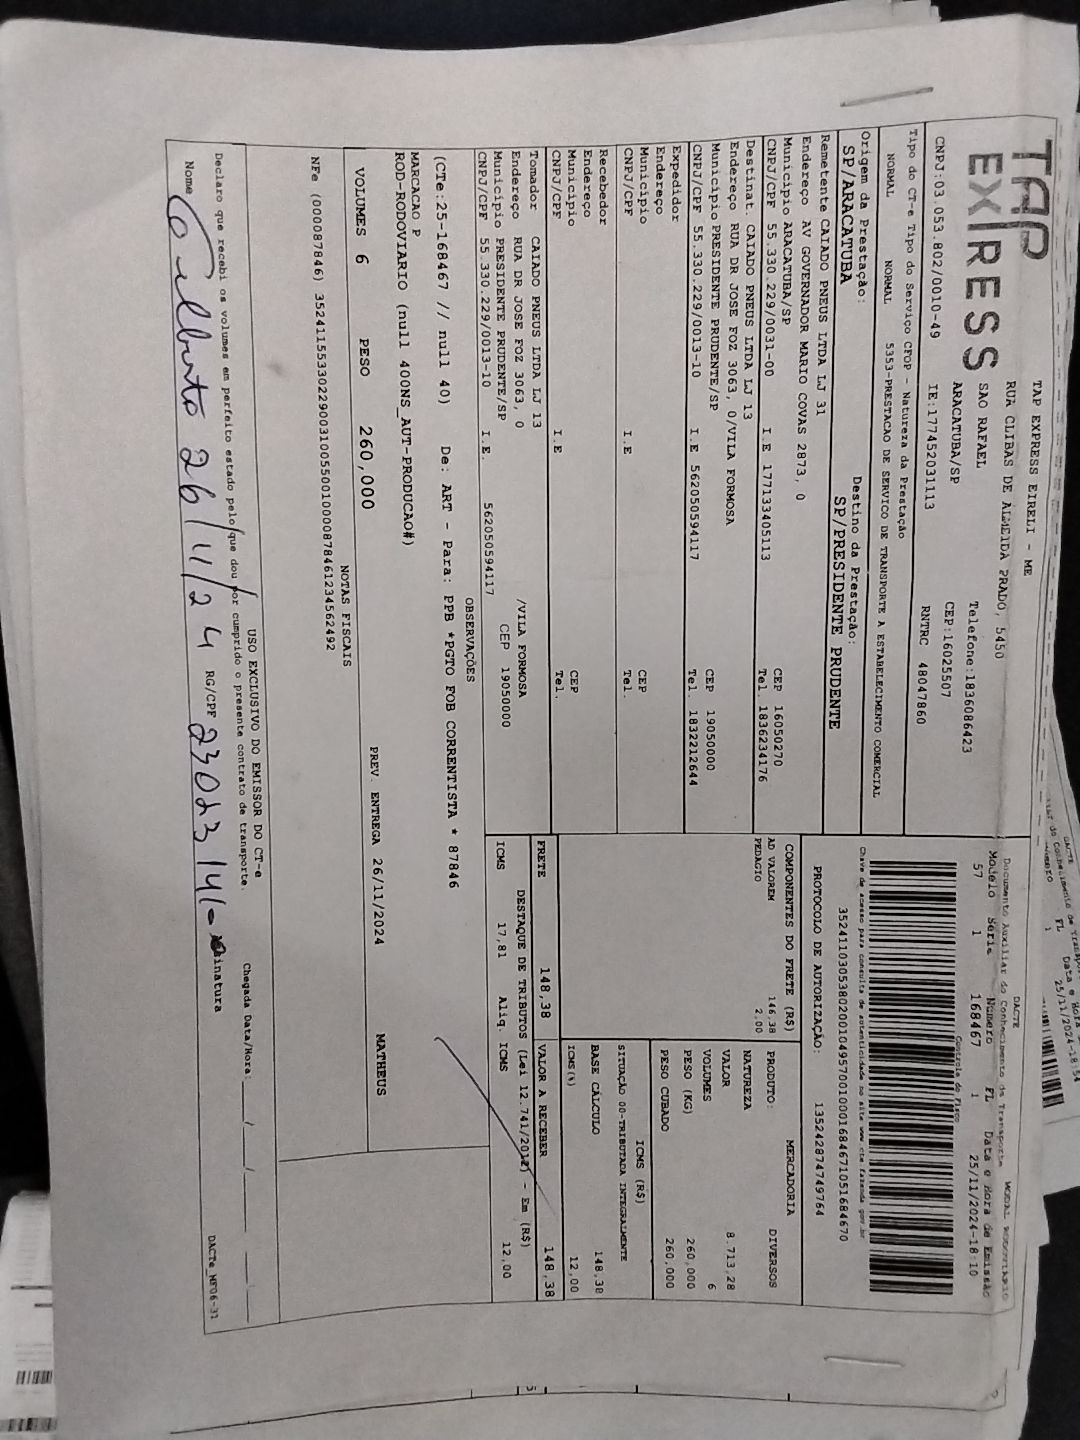 TAP
EXPRESS
TAP EXPRESS EIRELI - ME
RUA CLIBAS DE ALMEIDA PRADO, 5450
SAO RAFAEL
Telefone:1836086423
ARACATUBA/SP
CEP:16025507
CNPJ:03.053.802/0010-49
IE:177452031113
RNTRC 48047860
DACTE
Documento Auxiliar do Conhecimento de Transporte
MODAL RODOVIARIO
Modelo Série Número FL Data e Hora de Emissão
57 1 168467 1 25/11/2024-18:10
Controle do Fisco
Chave de acesso para consulta de autenticidade no site www.cte.fazenda.gov.br
35241103053802001049570010001684671051684670
PROTOCOLO DE AUTORIZAÇÃO: 135242874749764
Tipo do CT-e Tipo do Serviço CFOP - Natureza da Prestação
NORMAL NORMAL 5353-PRESTACAO DE SERVICO DE TRANSPORTE A ESTABELECIMENTO COMERCIAL
Origem da Prestação: Destino da Prestação:
SP/ARACATUBA SP/PRESIDENTE PRUDENTE
Remetente CAIADO PNEUS LTDA LJ 31
Endereço AV GOVERNADOR MARIO COVAS 2873, 0
Município ARACATUBA/SP CEP 16050270
CNPJ/CPF 55.330.229/0031-00 I.E 177133405113 Tel. 1836234176
Destinat. CAIADO PNEUS LTDA LJ 13
Endereço RUA DR JOSE FOZ 3063, 0/VILA FORMOSA
Município PRESIDENTE PRUDENTE/SP CEP 19050000
CNPJ/CPF 55.330.229/0013-10 I.E 562050594117 Tel. 1832212644
Expedidor
Endereço
Município CEP
CNPJ/CPF I.E Tel.
Recebedor
Endereço
Município CEP
CNPJ/CPF I.E Tel.
Tomador CAIADO PNEUS LTDA LJ 13
Endereço RUA DR JOSE FOZ 3063, 0 /VILA FORMOSA
Município PRESIDENTE PRUDENTE/SP CEP 19050000
CNPJ/CPF 55.330.229/0013-10 I.E. 562050594117
COMPONENTES DO FRETE (R$)
AD VALOREM 146,38
PEDAGIO 2,00
MERCADORIA
PRODUTO: DIVERSOS
NATUREZA
VALOR 8.713,28
VOLUMES 6
PESO (KG) 260,000
PESO CUBADO 260,000
ICMS (R$)
SITUAÇÃO 00-TRIBUTADA INTEGRALMENTE
BASE CÁLCULO 148,38
ICMS(%) 12,00
FRETE 148,38 VALOR A RECEBER 148,38
DESTAQUE DE TRIBUTOS (Lei 12.741/2012) - Em (R$)
ICMS 17,81 Aliq. ICMS 12,00
OBSERVAÇÕES
(CTe:25-168467 // null 40) De: ART - Para: PPB *PGTO FOB CORRENTISTA * 87846
MARCACAO P
ROD-RODOVIARIO (null 400NS_AUT-PRODUCAO#)
VOLUMES 6 PESO 260,000 PREV. ENTREGA 26/11/2024 MATHEUS
NOTAS FISCAIS
NFe (000087846) 35241155330229003100550010000878461234562492
USO EXCLUSIVO DO EMISSOR DO CT-e
Declaro que recebi os volumes em perfeito estado pelo que dou por cumprido o presente contrato de transporte.
Chegada Data/Hora: / /
Nome Gilberto 26/11/24 RG/CPF
DACTe_NF06-31